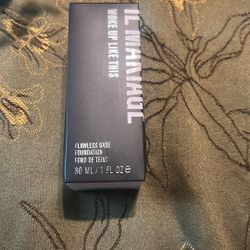 IL MAKIAGE
WOKE UP LIKE THIS
FLAWLESS BASE
FOUNDATION
FOND DE TEINT
30 ML / 1 FL OZ e